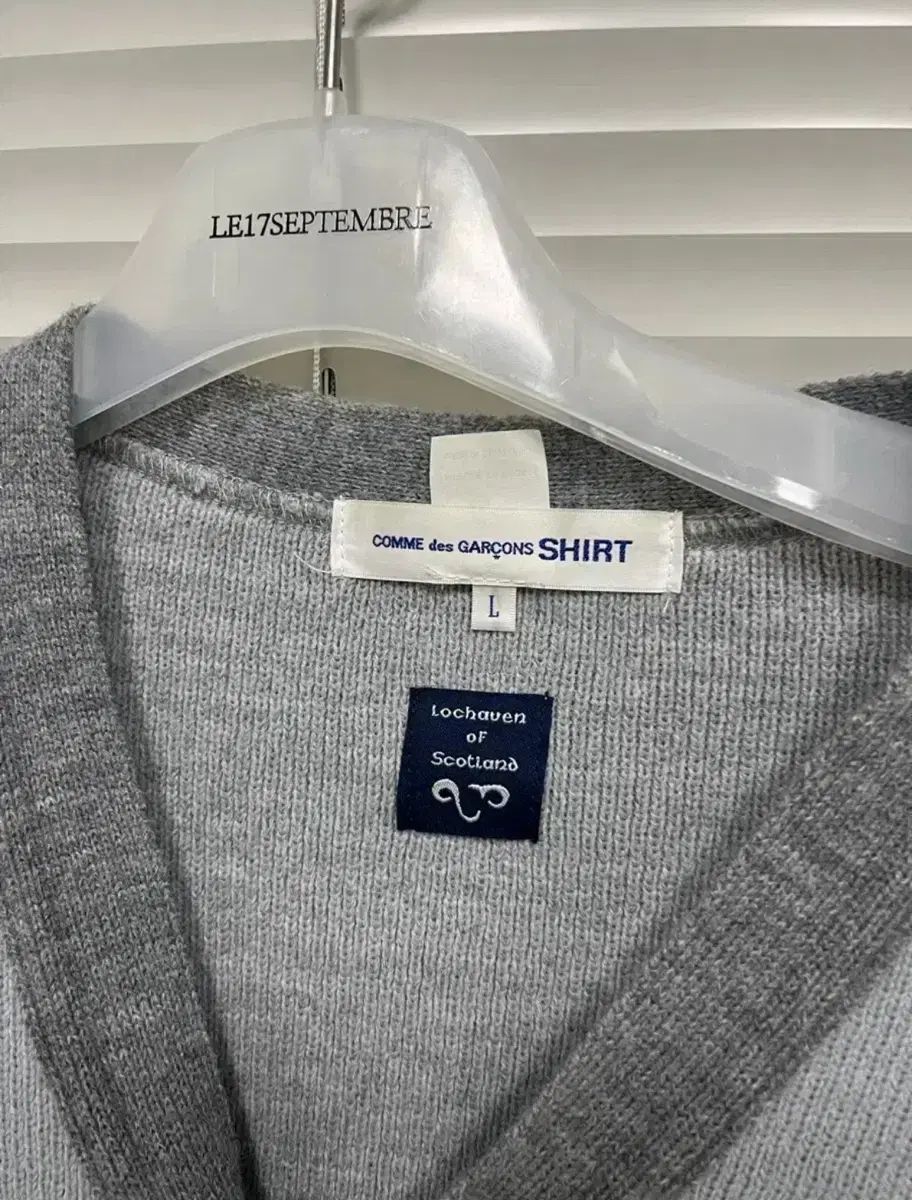 LE17SEPTEMBRE
COMME des GARÇONS SHIRT
L
Lochaven
OF
Scotland